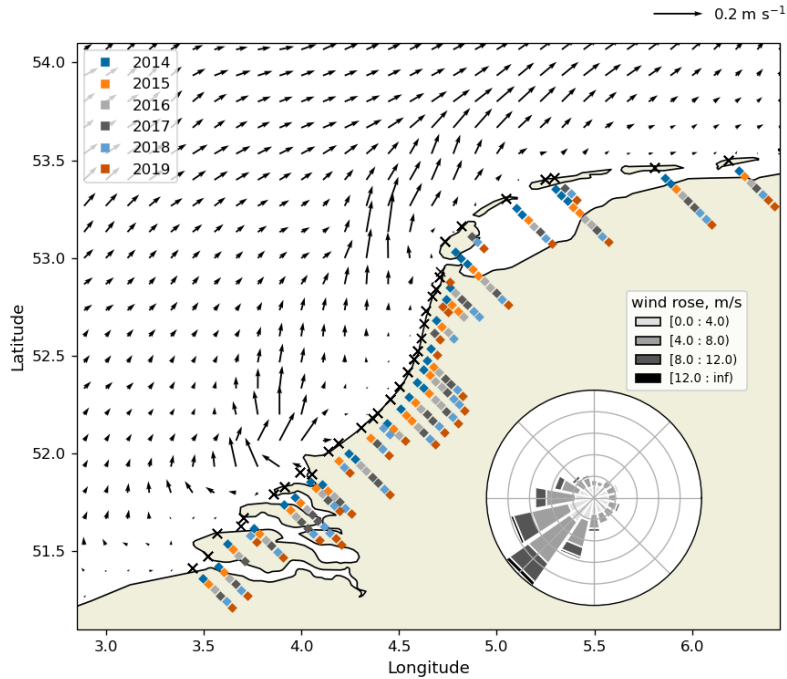 0.2 m s⁻¹
54.0
53.5
53.0
52.5
52.0
51.5
Latitude
2014
2015
2016
2017
2018
2019
wind rose, m/s
[0.0 : 4.0)
[4.0 : 8.0)
[8.0 : 12.0)
[12.0 : inf)
3.0 3.5 4.0 4.5 5.0 5.5 6.0
Longitude